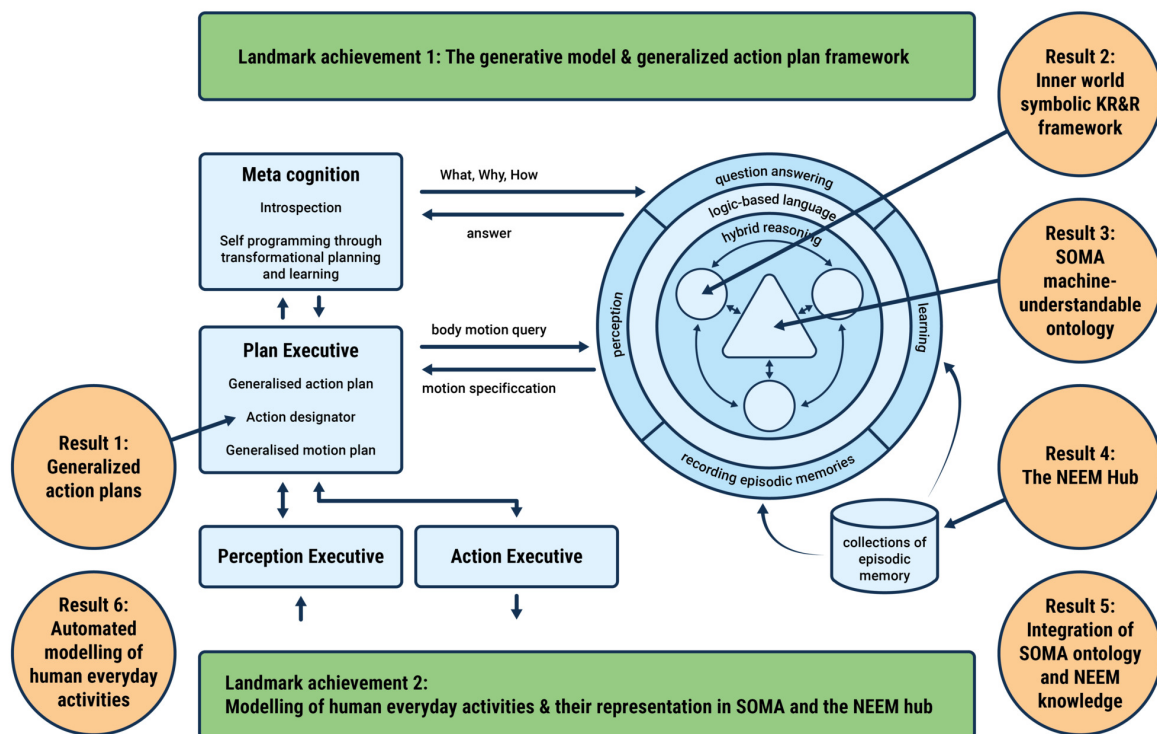 Landmark achievement 1: The generative model & generalized action plan framework
Result 2:
Inner world
symbolic KR&R
framework
Meta cognition
Introspection
Self programming through
transformational planning
and learning
What, Why, How
answer
question answering
logic-based language
hybrid reasoning
perception
learning
recording episodic memories
Result 3:
SOMA
machine-
understandable
ontology
Plan Executive
Generalised action plan
Action designator
Generalised motion plan
body motion query
motion specificcation
Result 1:
Generalized
action plans
Result 4:
The NEEM Hub
Perception Executive
Action Executive
collections of
episodic
memory
Result 6:
Automated
modelling of
human everyday
activities
Result 5:
Integration of
SOMA ontology
and NEEM
knowledge
Landmark achievement 2:
Modelling of human everyday activities & their representation in SOMA and the NEEM hub